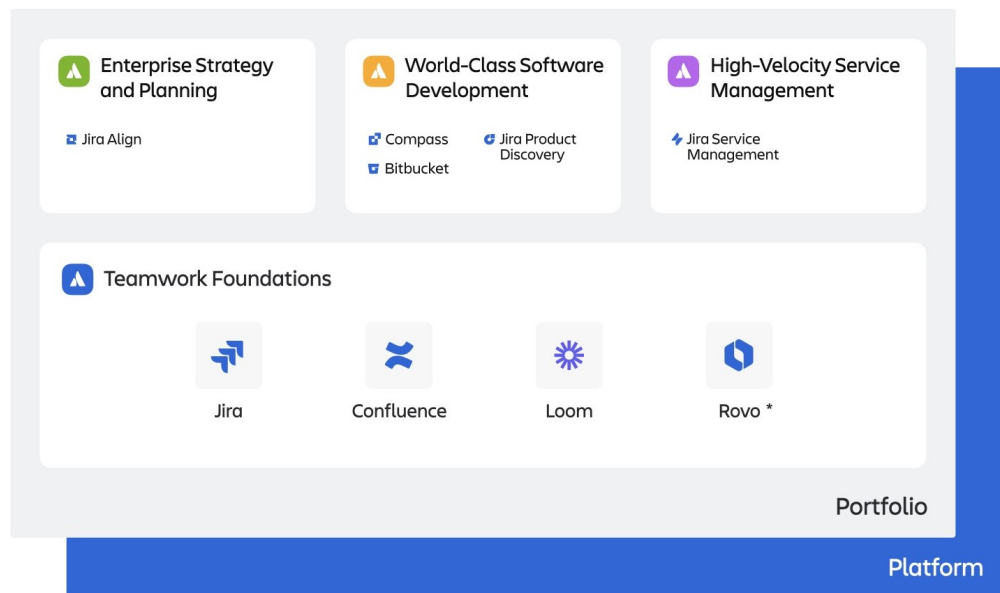 Enterprise Strategy
and Planning
Jira Align
World-Class Software
Development
Compass
Bitbucket
Jira Product
Discovery
High-Velocity Service
Management
Jira Service
Management
Teamwork Foundations
Jira
Confluence
Loom
Rovo *
Portfolio
Platform